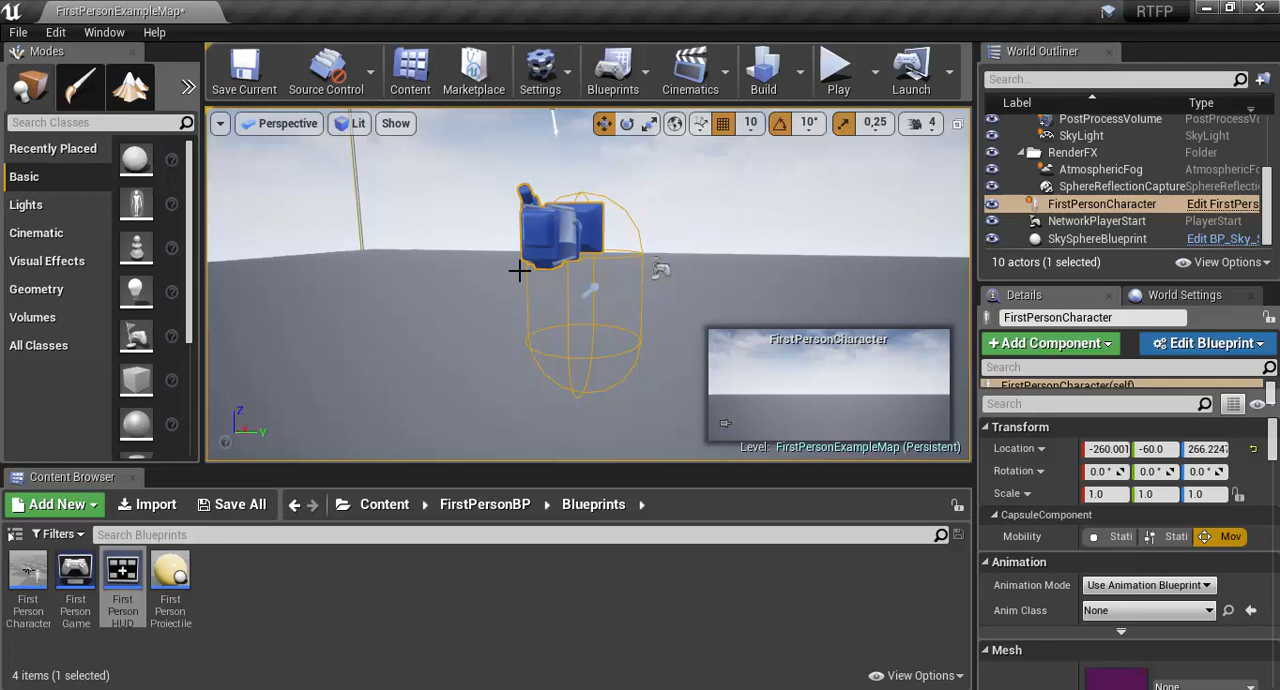 FirstPersonExampleMap*
RTFP
File Edit Window Help
Modes
Search Classes
Recently Placed
Basic
Lights
Cinematic
Visual Effects
Geometry
Volumes
All Classes
Save Current
Source Control
Content
Marketplace
Settings
Blueprints
Cinematics
Build
Play
Launch
Perspective
Lit
Show
10
10°
0,25
4
FirstPersonCharacter
Z
Y
Level: FirstPersonExampleMap (Persistent)
World Outliner
Search...
Label Type
PostProcessVolume PostProcessVo
SkyLight SkyLight
RenderFX Folder
AtmosphericFog AtmosphericFog
SphereReflectionCapture SphereReflectio
FirstPersonCharacter Edit FirstPers
NetworkPlayerStart PlayerStart
SkySphereBlueprint Edit BP_Sky_S
10 actors (1 selected) View Options
Details World Settings
FirstPersonCharacter
Add Component Edit Blueprint
Search
FirstPersonCharacter(self)
Search
Transform
Location -260.001 -60.0 266.224
Rotation 0.0 ° 0.0 ° 0.0 °
Scale 1.0 1.0 1.0
CapsuleComponent
Mobility Stati Stati Mov
Animation
Animation Mode Use Animation Blueprint
Anim Class None
Mesh
None
Content Browser
Add New Import Save All Content FirstPersonBP Blueprints
Filters Search Blueprints
First Person Character
First Person Game
First Person HUD
First Person Projectile
4 items (1 selected) View Options